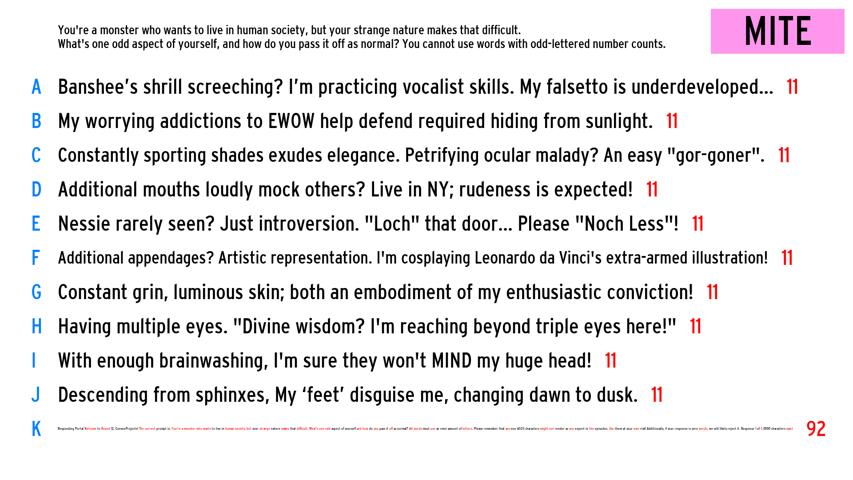 You're a monster who wants to live in human society, but your strange nature makes that difficult.
What's one odd aspect of yourself, and how do you pass it off as normal? You cannot use words with odd-lettered number counts.
MITE
A Banshee's shrill screeching? I'm practicing vocalist skills. My falsetto is underdeveloped... 11
B My worrying addictions to EWOW help defend required hiding from sunlight. 11
C Constantly sporting shades exudes elegance. Petrifying ocular malady? An easy "gor-goner". 11
D Additional mouths loudly mock others? Live in NY; rudeness is expected! 11
E Nessie rarely seen? Just introversion. "Loch" that door... Please "Noch Less"! 11
F Additional appendages? Artistic representation. I'm cosplaying Leonardo da Vinci's extra-armed illustration! 11
G Constant grin, luminous skin; both an embodiment of my enthusiastic conviction! 11
H Having multiple eyes. "Divine wisdom? I'm reaching beyond triple eyes here!" 11
I With enough brainwashing, I'm sure they won't MIND my huge head! 11
J Descending from sphinxes, My ‘feet’ disguise me, changing dawn to dusk. 11
K 92